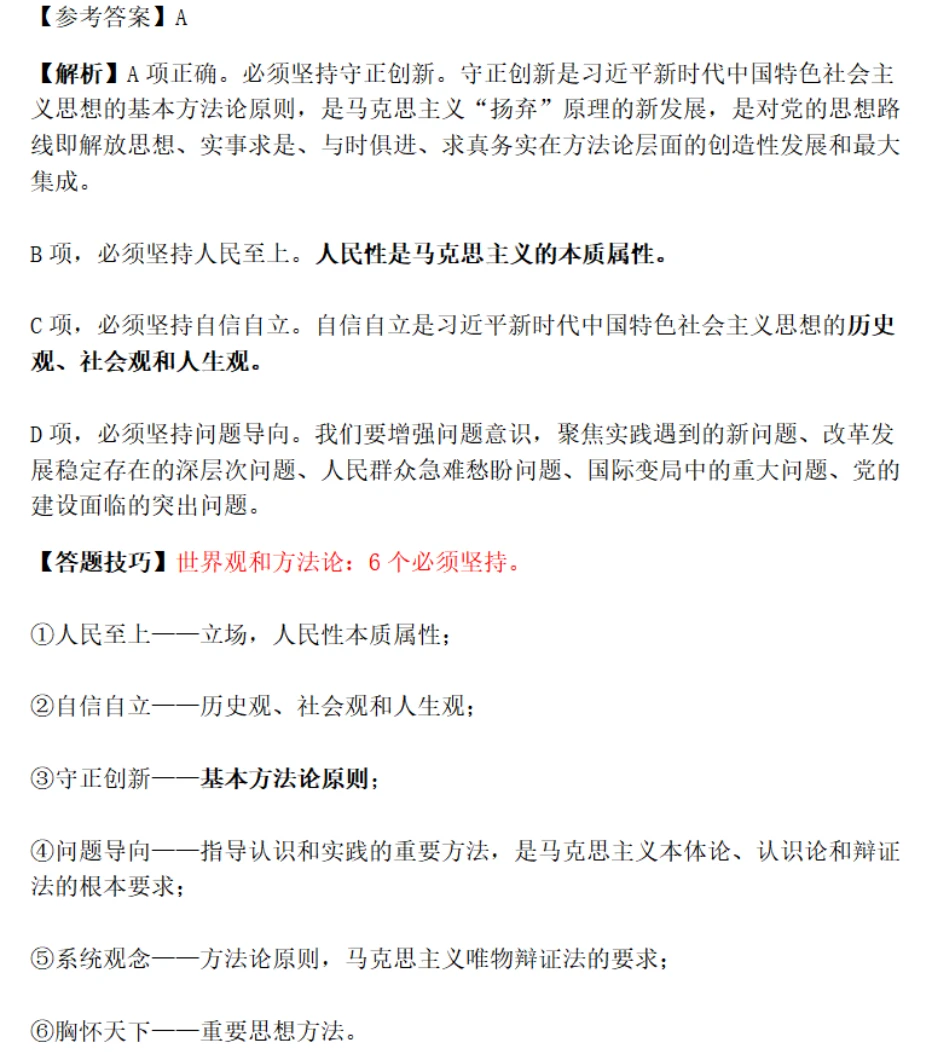 【参考答案】A
【解析】A 项正确。必须坚持守正创新。守正创新是习近平新时代中国特色社会主
义思想的基本方法论原则，是马克思主义“扬弃”原理的新发展，是对党的思想路
线即解放思想、实事求是、与时俱进、求真务实在方法论层面的创造性发展和最大
集成。
B 项，必须坚持人民至上。人民性是马克思主义的本质属性。
C 项，必须坚持自信自立。自信自立是习近平新时代中国特色社会主义思想的历史
观、社会观和人生观。
D 项，必须坚持问题导向。我们要增强问题意识，聚焦实践遇到的新问题、改革发
展稳定存在的深层次问题、人民群众急难愁盼问题、国际变局中的重大问题、党的
建设面临的突出问题。
【答题技巧】世界观和方法论：6 个必须坚持。
①人民至上——立场，人民性本质属性；
②自信自立——历史观、社会观和人生观；
③守正创新——基本方法论原则；
④问题导向——指导认识和实践的重要方法，是马克思主义本体论、认识论和辩证
法的根本要求；
⑤系统观念——方法论原则，马克思主义唯物辩证法的要求；
⑥胸怀天下——重要思想方法。